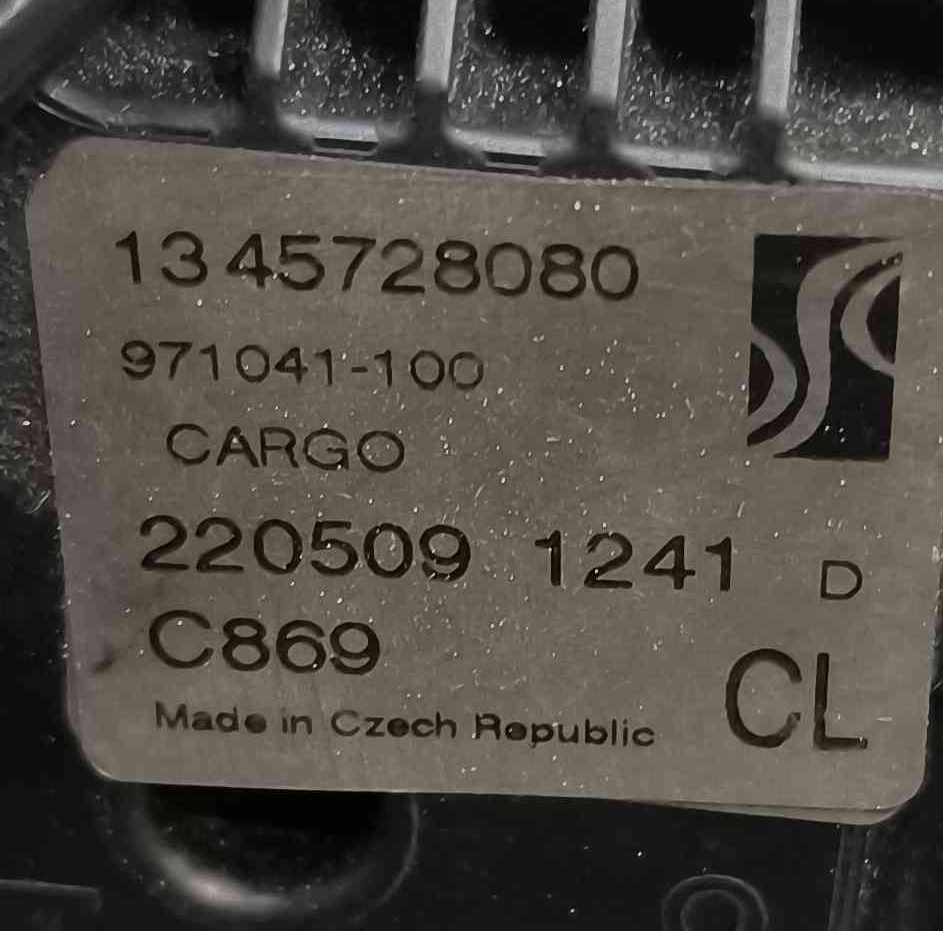 1345728080
971041-100
CARGO
220509 1241 D
C869
CL
Made in Czech Republic